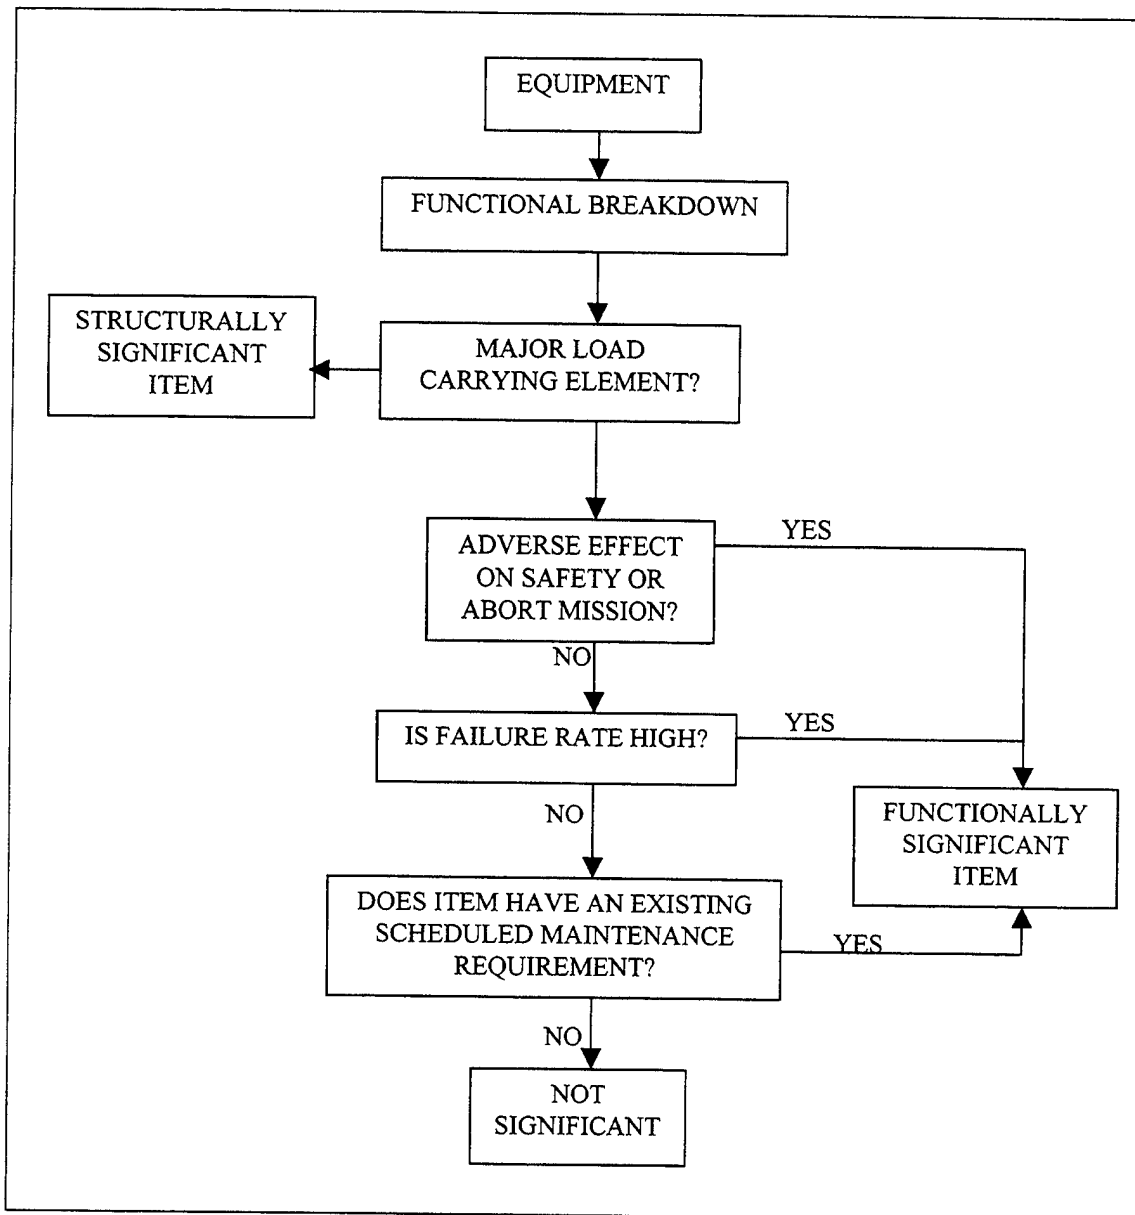 EQUIPMENT
FUNCTIONAL BREAKDOWN
STRUCTURALLY
SIGNIFICANT
ITEM
MAJOR LOAD
CARRYING ELEMENT?
ADVERSE EFFECT
ON SAFETY OR
ABORT MISSION?
YES
NO
IS FAILURE RATE HIGH?
YES
NO
FUNCTIONALLY
SIGNIFICANT
ITEM
DOES ITEM HAVE AN EXISTING
SCHEDULED MAINTENANCE
REQUIREMENT?
YES
NO
NOT
SIGNIFICANT